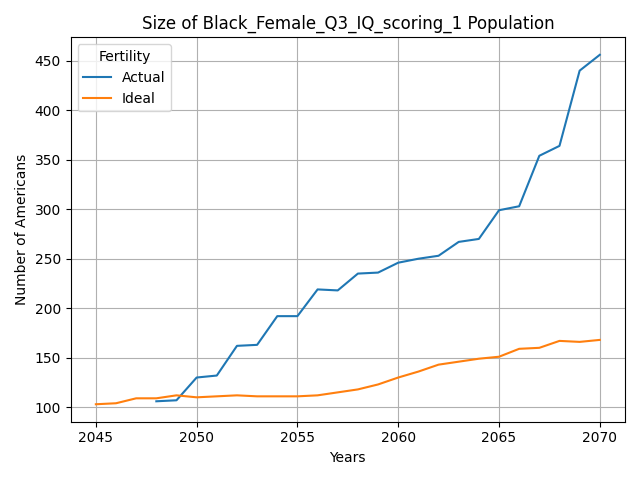 Size of Black_Female_Q3_IQ_scoring_1 Population
Fertility
Actual
Ideal
Number of Americans
450
400
350
300
250
200
150
100
2045 2050 2055 2060 2065 2070
Years